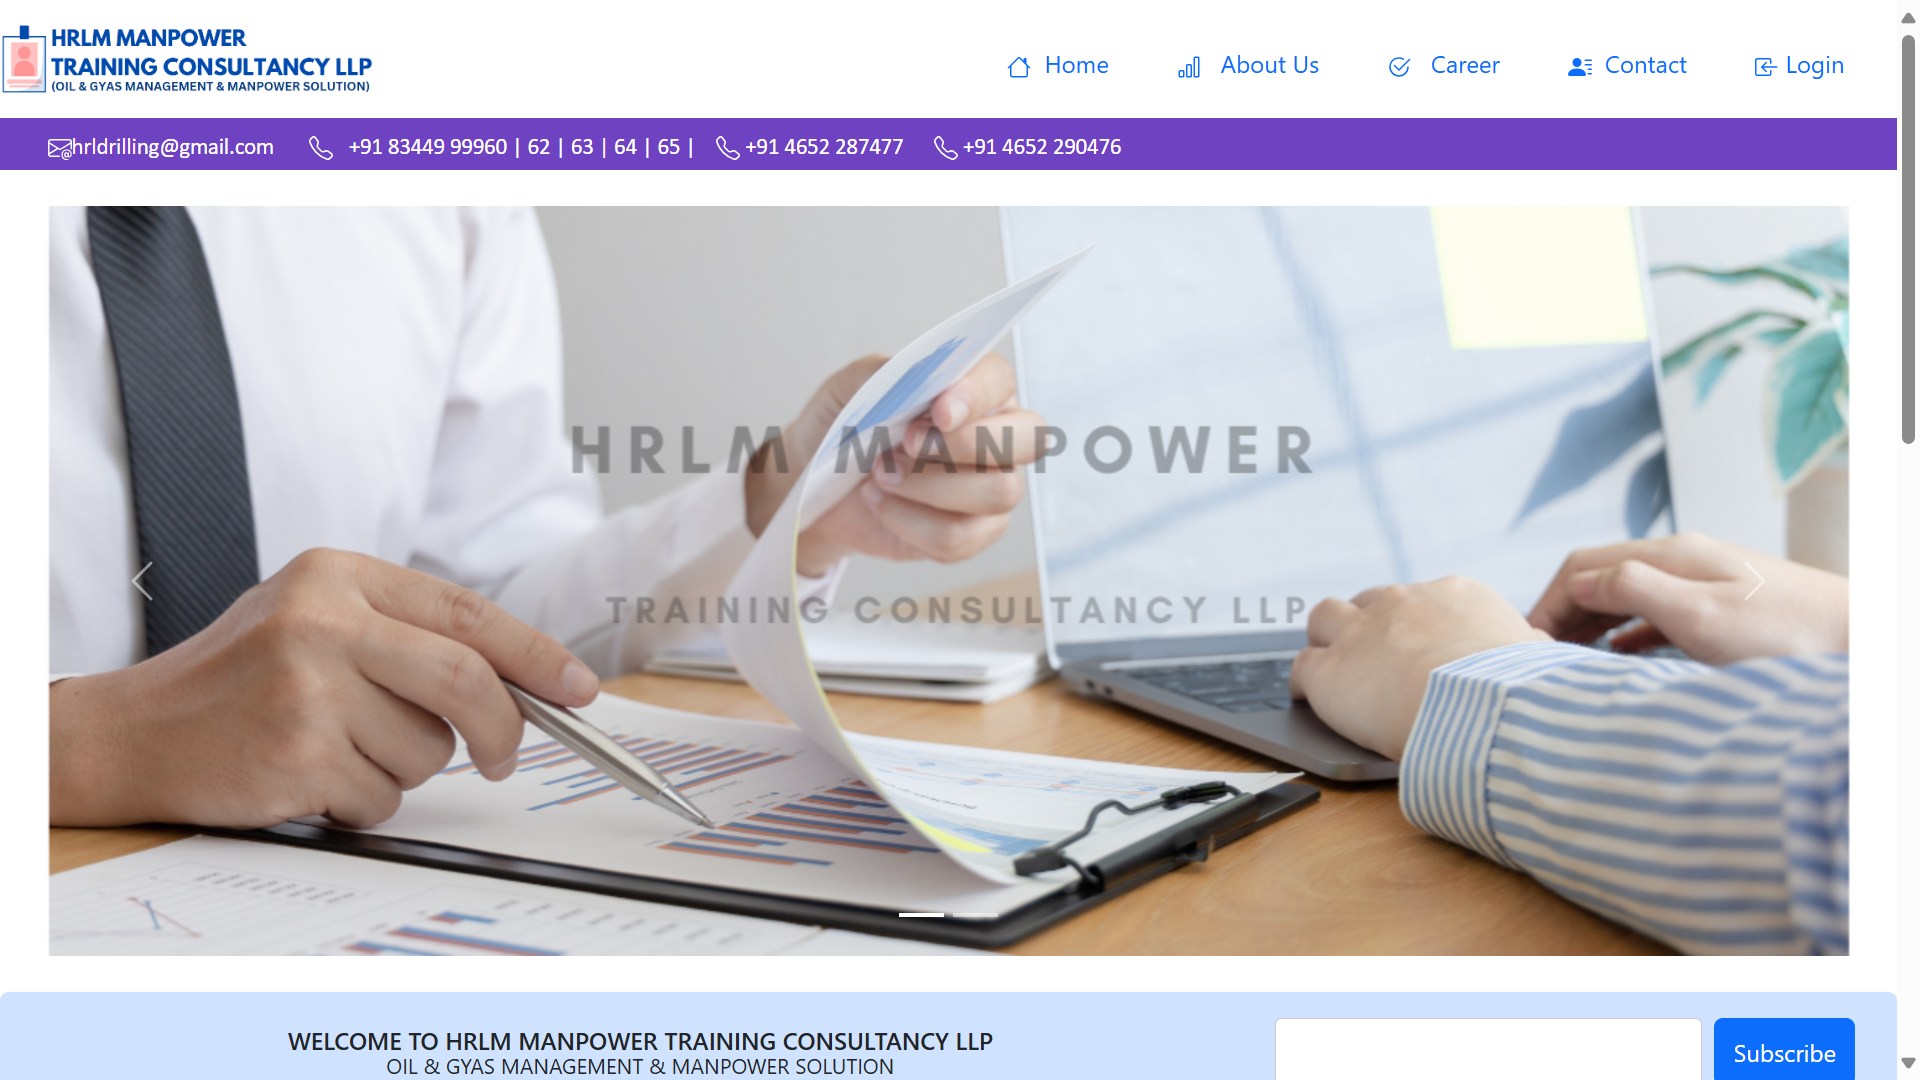 HRLM MANPOWER
TRAINING CONSULTANCY LLP
(OIL & GYAS MANAGEMENT & MANPOWER SOLUTION)
Home
About Us
Career
Contact
Login
hrldrilling@gmail.com
+91 83449 99960 | 62 | 63 | 64 | 65 |
+91 4652 287477
+91 4652 290476
HRLM MANPOWER
TRAINING CONSULTANCY LLP
WELCOME TO HRLM MANPOWER TRAINING CONSULTANCY LLP
OIL & GYAS MANAGEMENT & MANPOWER SOLUTION
Subscribe